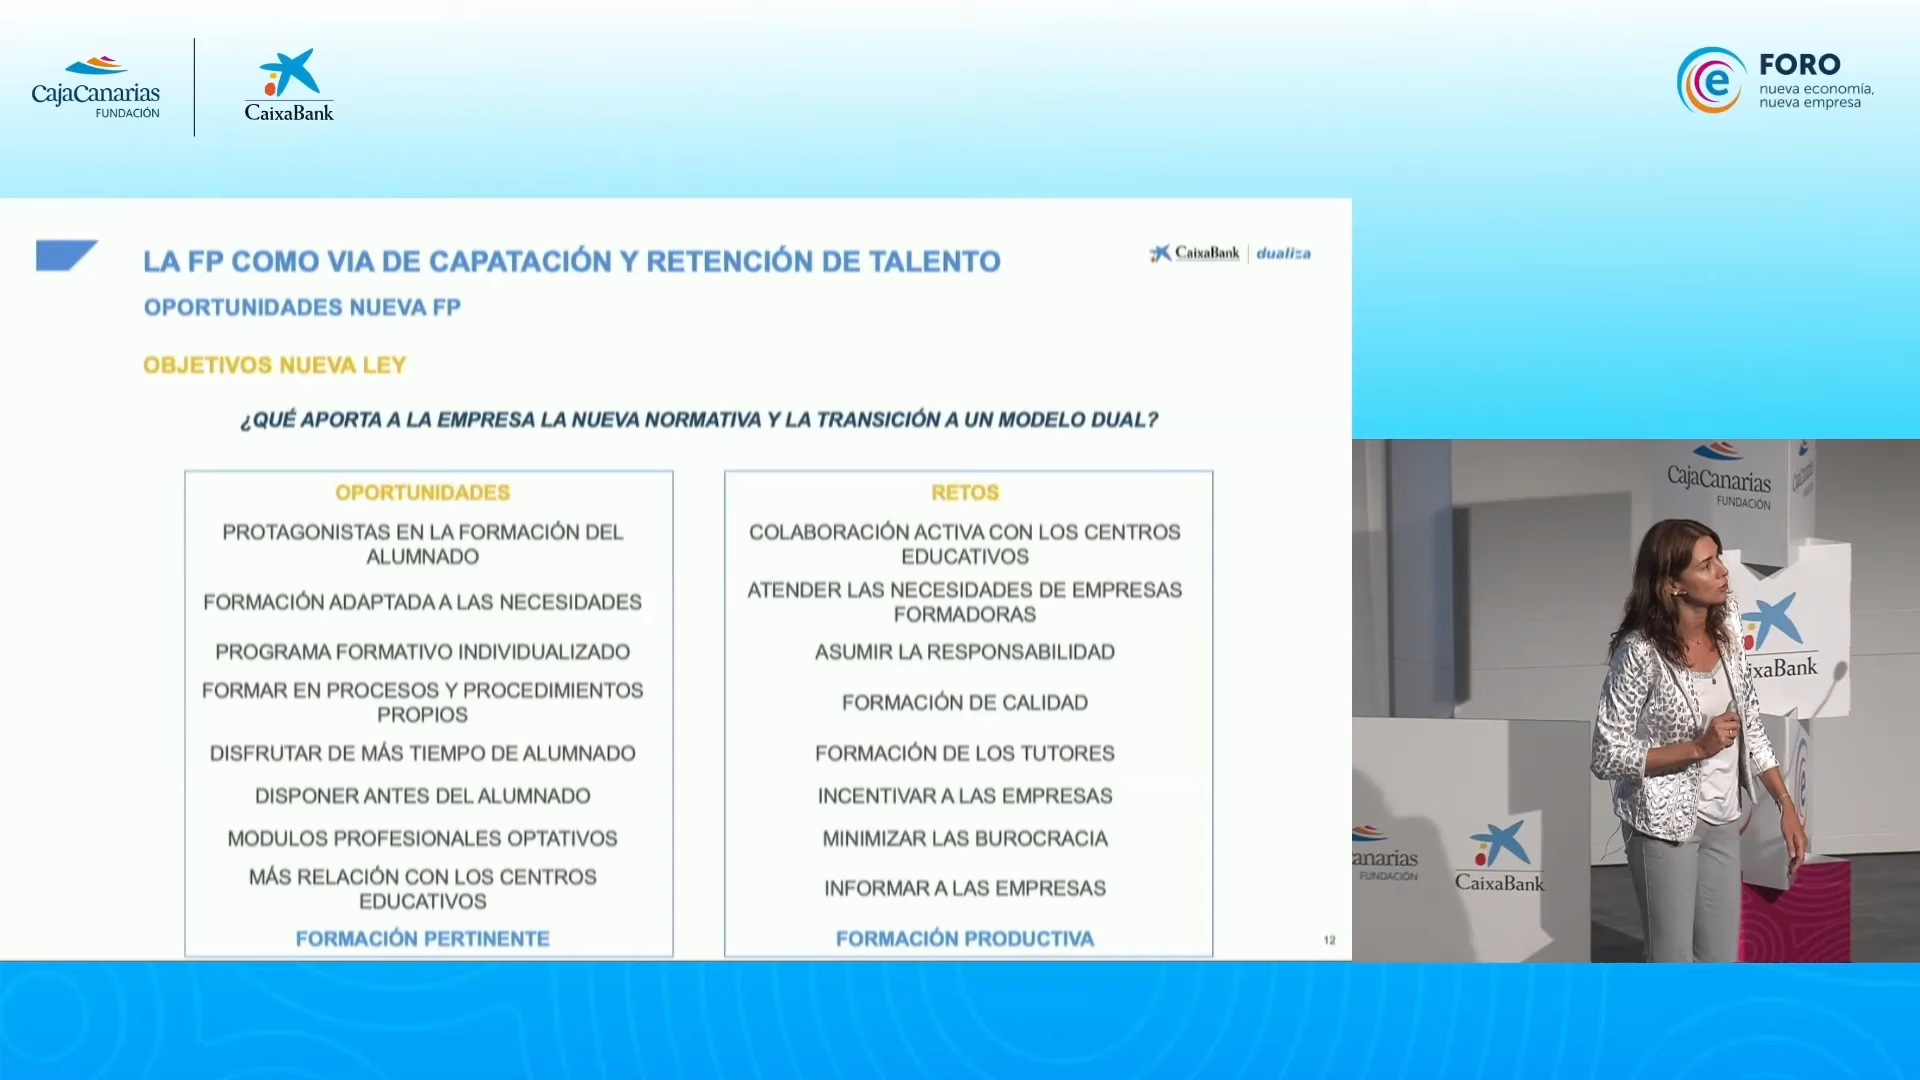 CajaCanarias
FUNDACIÓN
CaixaBank
FORO
nueva economía,
nueva empresa
LA FP COMO VIA DE CAPATACIÓN Y RETENCIÓN DE TALENTO
CaixaBank dualiza
OPORTUNIDADES NUEVA FP
OBJETIVOS NUEVA LEY
¿QUÉ APORTA A LA EMPRESA LA NUEVA NORMATIVA Y LA TRANSICIÓN A UN MODELO DUAL?
OPORTUNIDADES
PROTAGONISTAS EN LA FORMACIÓN DEL
ALUMNADO
FORMACIÓN ADAPTADA A LAS NECESIDADES
PROGRAMA FORMATIVO INDIVIDUALIZADO
FORMAR EN PROCESOS Y PROCEDIMIENTOS
PROPIOS
DISFRUTAR DE MÁS TIEMPO DE ALUMNADO
DISPONER ANTES DEL ALUMNADO
MODULOS PROFESIONALES OPTATIVOS
MÁS RELACIÓN CON LOS CENTROS
EDUCATIVOS
FORMACIÓN PERTINENTE
RETOS
COLABORACIÓN ACTIVA CON LOS CENTROS
EDUCATIVOS
ATENDER LAS NECESIDADES DE EMPRESAS
FORMADORAS
ASUMIR LA RESPONSABILIDAD
FORMACIÓN DE CALIDAD
FORMACIÓN DE LOS TUTORES
INCENTIVAR A LAS EMPRESAS
MINIMIZAR LAS BUROCRACIA
INFORMAR A LAS EMPRESAS
FORMACIÓN PRODUCTIVA
12
CajaCanarias
FUNDACIÓN
ixaBank
anarias
FUNDACIÓN
CaixaBank